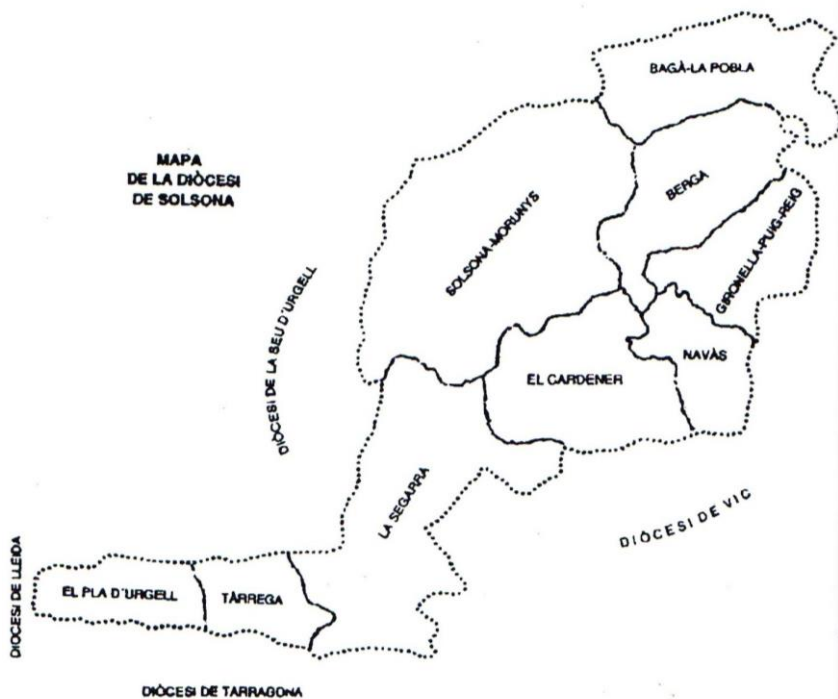 BAGÀ-LA POBLA
MAPA
DE LA DIÒCESI
DE SOLSONA
BERGA
SOLSONA-MORUNYS
GIRONELLA-PUIG-REIG
DIÒCESI DE LA SEU D'URGELL
NAVÀS
EL CARDENER
LA SEGARRA
DIÒCESI DE VIC
DIÒCESI DE LLEIDA
EL PLA D'URGELL
TÀRREGA
DIÒCESI DE TARRAGONA